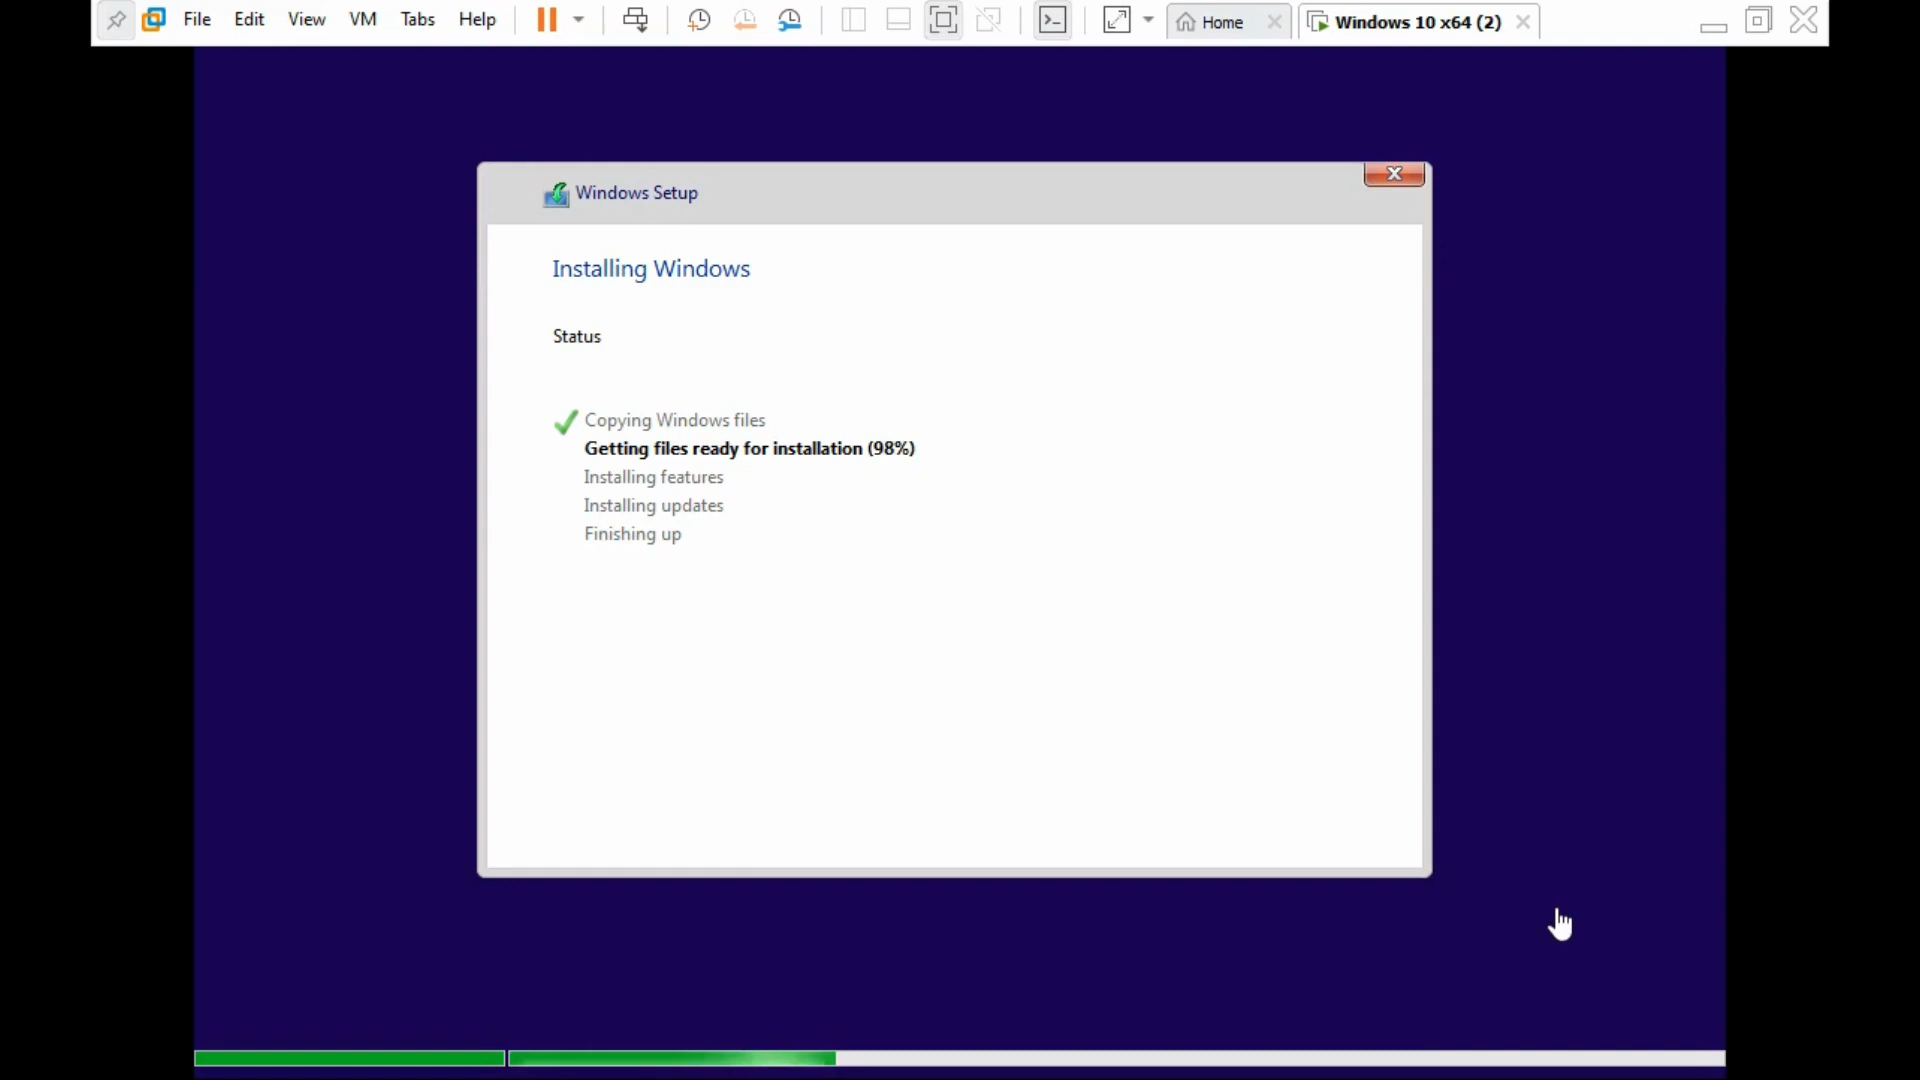 File Edit View VM Tabs Help Home Windows 10 x64 (2)
Windows Setup
Installing Windows
Status
Copying Windows files
Getting files ready for installation (98%)
Installing features
Installing updates
Finishing up